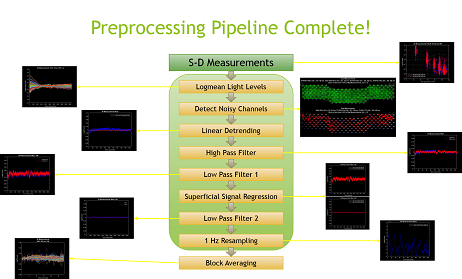 Preprocessing Pipeline Complete!
S-D Measurements
Logmean Light Levels
Detect Noisy Channels
Linear Detrending
High Pass Filter
Low Pass Filter 1
Superficial Signal Regression
Low Pass Filter 2
1 Hz Resampling
Block Averaging